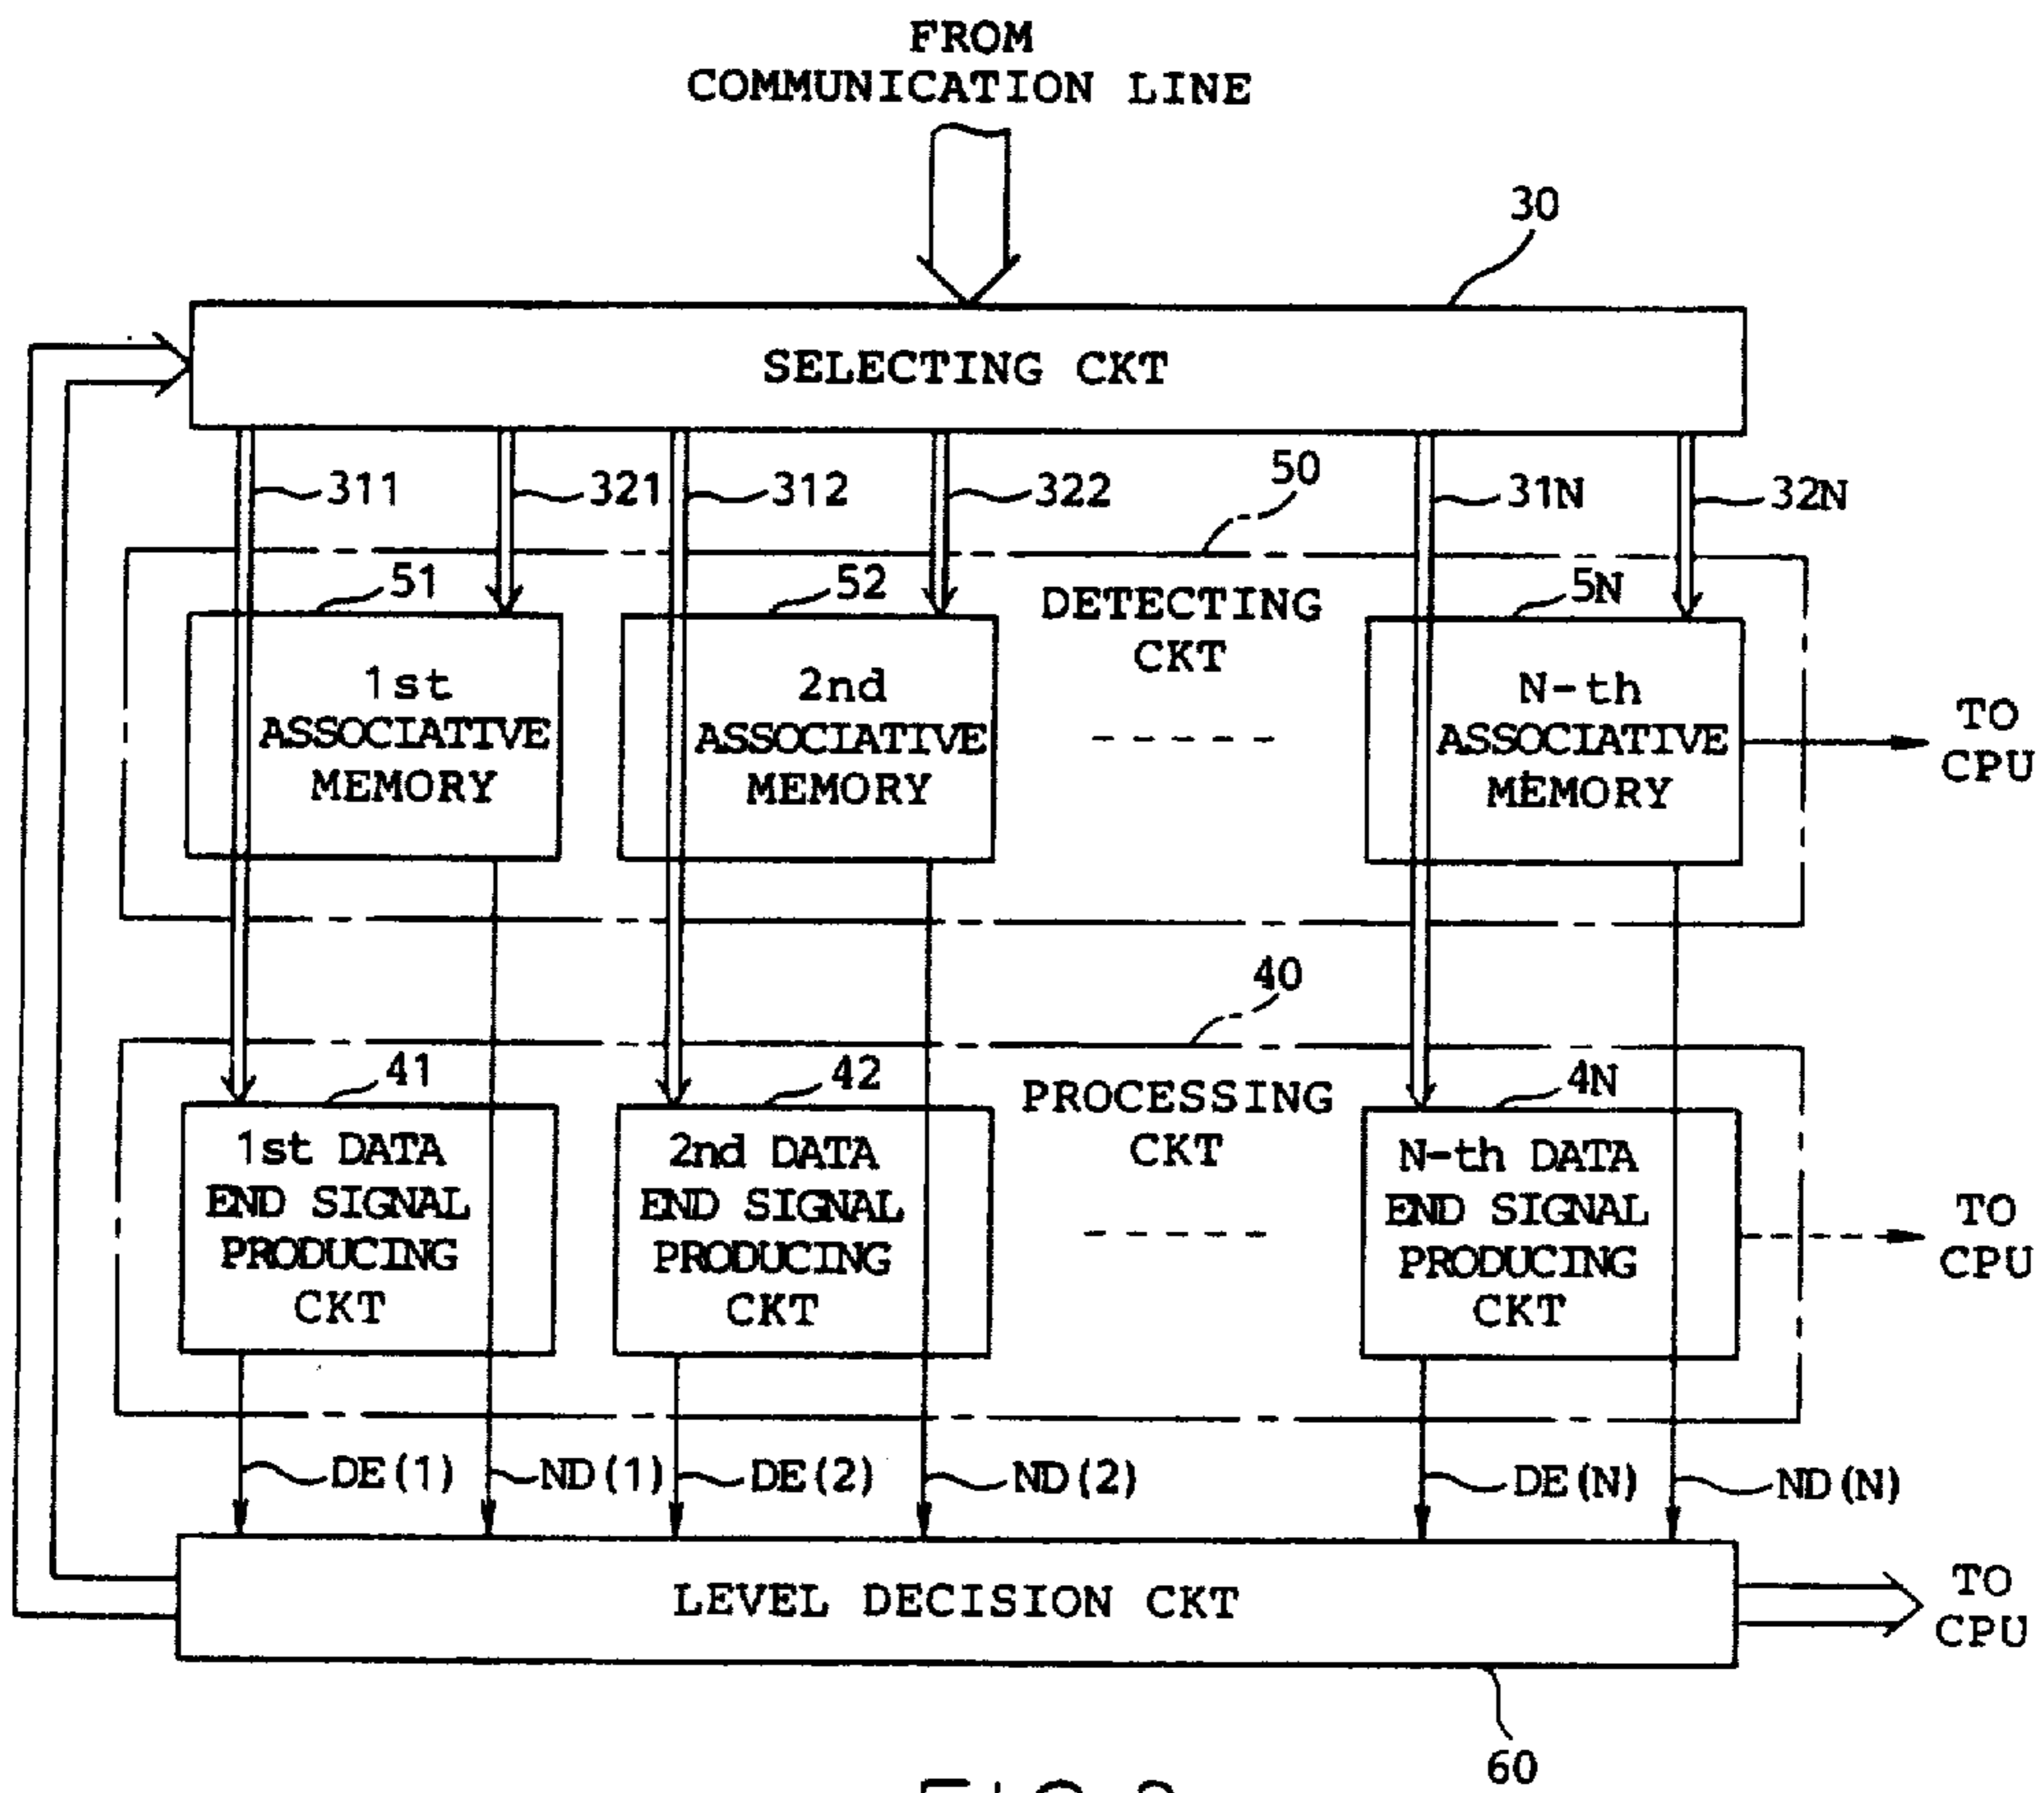 FROM
COMMUNICATION LINE
30
SELECTING CKT
311
321
312
322
50
31N
32N
51
52
DETECTING
CKT
5N
1st
ASSOCIATIVE
MEMORY
2nd
ASSOCIATIVE
MEMORY
N-th
ASSOCIATIVE
MEMORY
TO
CPU
40
41
42
PROCESSING
CKT
4N
1st DATA
END SIGNAL
PRODUCING
CKT
2nd DATA
END SIGNAL
PRODUCING
CKT
N-th DATA
END SIGNAL
PRODUCING
CKT
TO
CPU
DE(1)
ND(1)
DE(2)
ND(2)
DE(N)
ND(N)
LEVEL DECISION CKT
TO
CPU
60